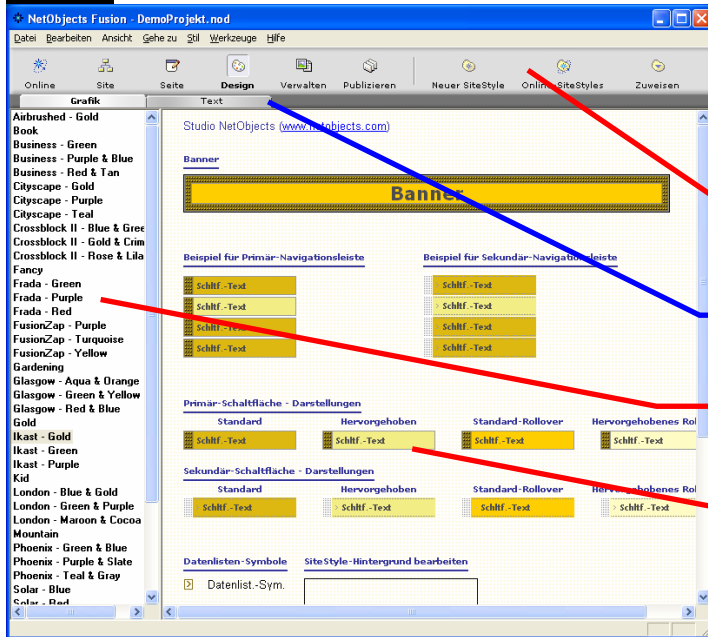 NetObjects Fusion - DemoProjekt.nod
Datei Bearbeiten Ansicht Gehe zu Stil Werkzeuge Hilfe
Online Site Seite Design Verwalten Publizieren Neuer SiteStyle Online-SiteStyles Zuweisen
Grafik Text
Airbrushed - Gold
Book
Business - Green
Business - Purple & Blue
Business - Red & Tan
Cityscape - Gold
Cityscape - Purple
Cityscape - Teal
Crossblock II - Blue & Gree
Crossblock II - Gold & Crim
Crossblock II - Rose & Lila
Fancy
Frada - Green
Frada - Purple
Frada - Red
FusionZap - Purple
FusionZap - Turquoise
FusionZap - Yellow
Gardening
Glasgow - Aqua & Orange
Glasgow - Green & Yellow
Glasgow - Red & Blue
Gold
Ikast - Gold
Ikast - Green
Ikast - Purple
Kid
London - Blue & Gold
London - Green & Purple
London - Maroon & Cocoa
Mountain
Phoenix - Green & Blue
Phoenix - Purple & Slate
Phoenix - Teal & Gray
Solar - Blue
Solar - Red
Studio NetObjects (www.netobjects.com)
Banner
Banner
Beispiel für Primär-Navigationsleiste Beispiel für Sekundär-Navigationsleiste
Schltf.-Text › Schltf.-Text
Schltf.-Text › Schltf.-Text
Schltf.-Text › Schltf.-Text
Schltf.-Text › Schltf.-Text
Primär-Schaltfläche - Darstellungen
Standard Hervorgehoben Standard-Rollover Hervorgehobenes Rol
Schltf.-Text Schltf.-Text Schltf.-Text Schltf.-Text
Sekundär-Schaltfläche - Darstellungen
Standard Hervorgehoben Standard-Rollover Hervorgehobenes Rol
› Schltf.-Text › Schltf.-Text Schltf.-Text › Schltf.-Text
Datenlisten-Symbole SiteStyle-Hintergrund bearbeiten
Datenlist.-Sym.